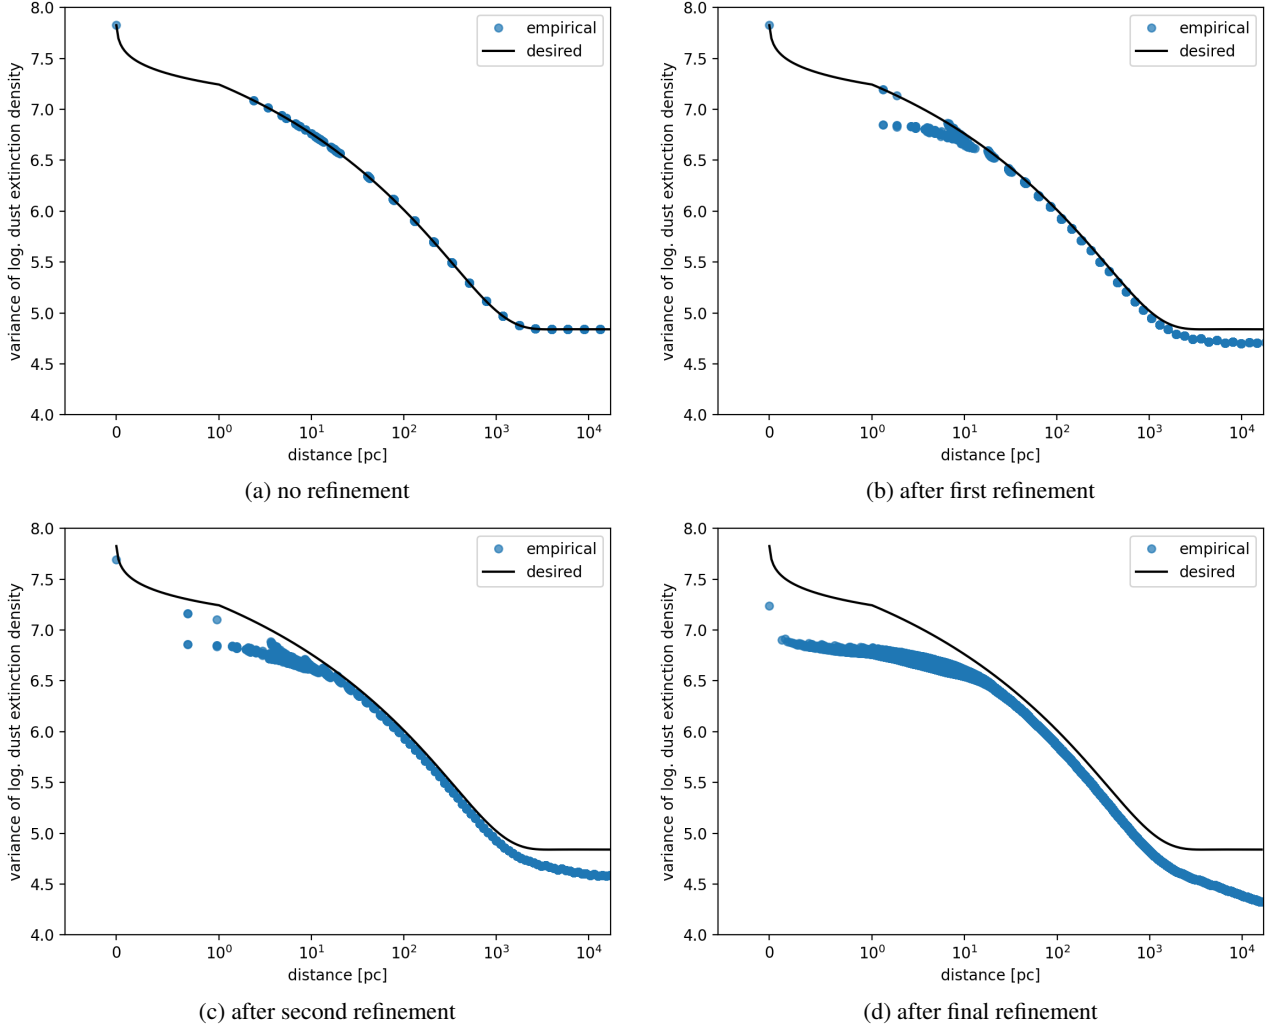 8.0
7.5
7.0
6.5
6.0
5.5
5.0
4.5
4.0
variance of log. dust extinction density
empirical
desired
0 10⁰ 10¹ 10² 10³ 10⁴
distance [pc]
(a) no refinement
8.0
7.5
7.0
6.5
6.0
5.5
5.0
4.5
4.0
variance of log. dust extinction density
empirical
desired
0 10⁰ 10¹ 10² 10³ 10⁴
distance [pc]
(b) after first refinement
8.0
7.5
7.0
6.5
6.0
5.5
5.0
4.5
4.0
variance of log. dust extinction density
empirical
desired
0 10⁰ 10¹ 10² 10³ 10⁴
distance [pc]
(c) after second refinement
8.0
7.5
7.0
6.5
6.0
5.5
5.0
4.5
4.0
variance of log. dust extinction density
empirical
desired
0 10⁰ 10¹ 10² 10³ 10⁴
distance [pc]
(d) after final refinement